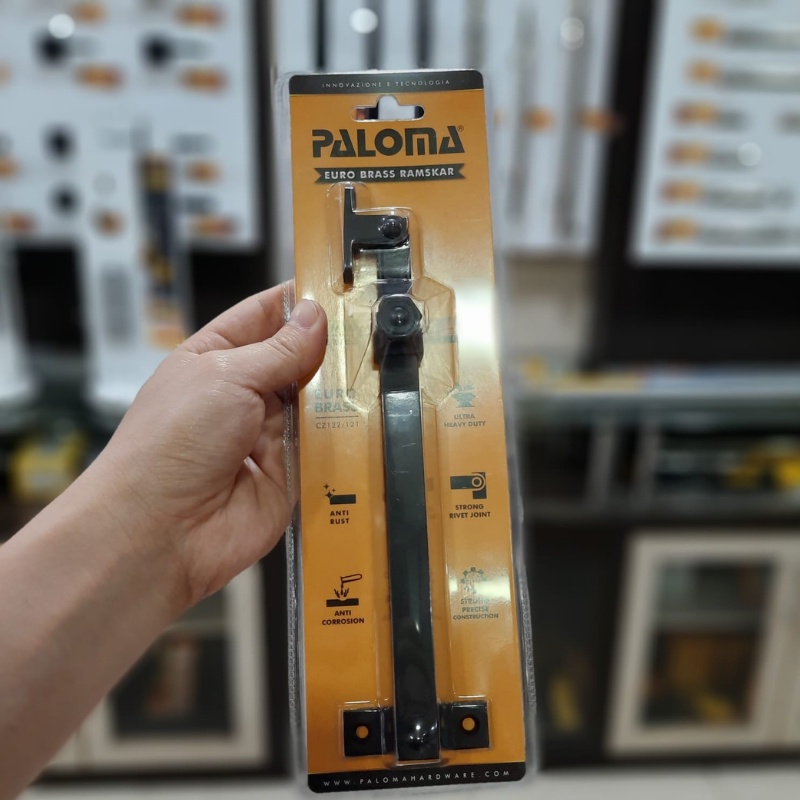 INNOVAZIONE E TECNOLOGIA
PALOMA®
EURO BRASS RAMSKAR
EURO
BRASS
CZ122/121
ULTRA
HEAVY DUTY
ANTI
RUST
STRONG
RIVET JOINT
ANTI
CORROSION
STRONG
PRECISE
CONSTRUCTION
WWW.PALOMAHARDWARE.COM